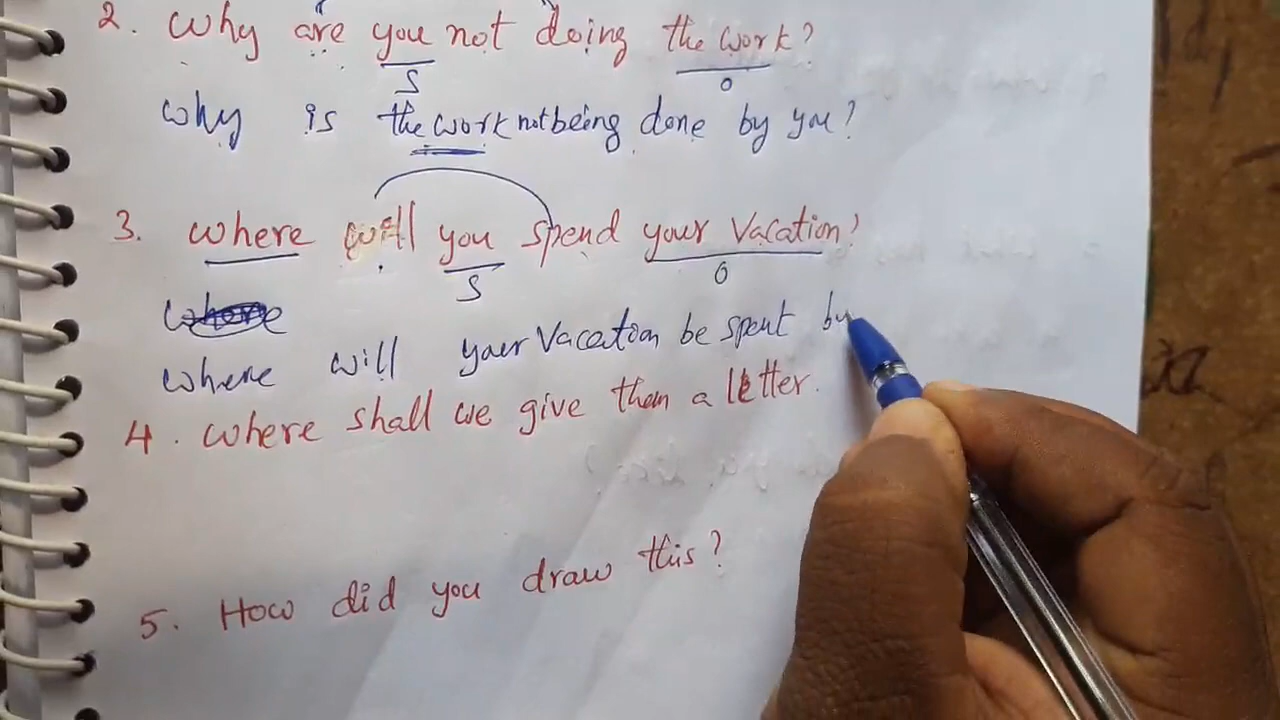 2. Why are you not doing the work?
S O
Why is the work not being done by you?
3. Where will you spend your Vacation?
S O
where
where will your Vacation be spent by
4. Where shall we give them a letter.
5. How did you draw this?